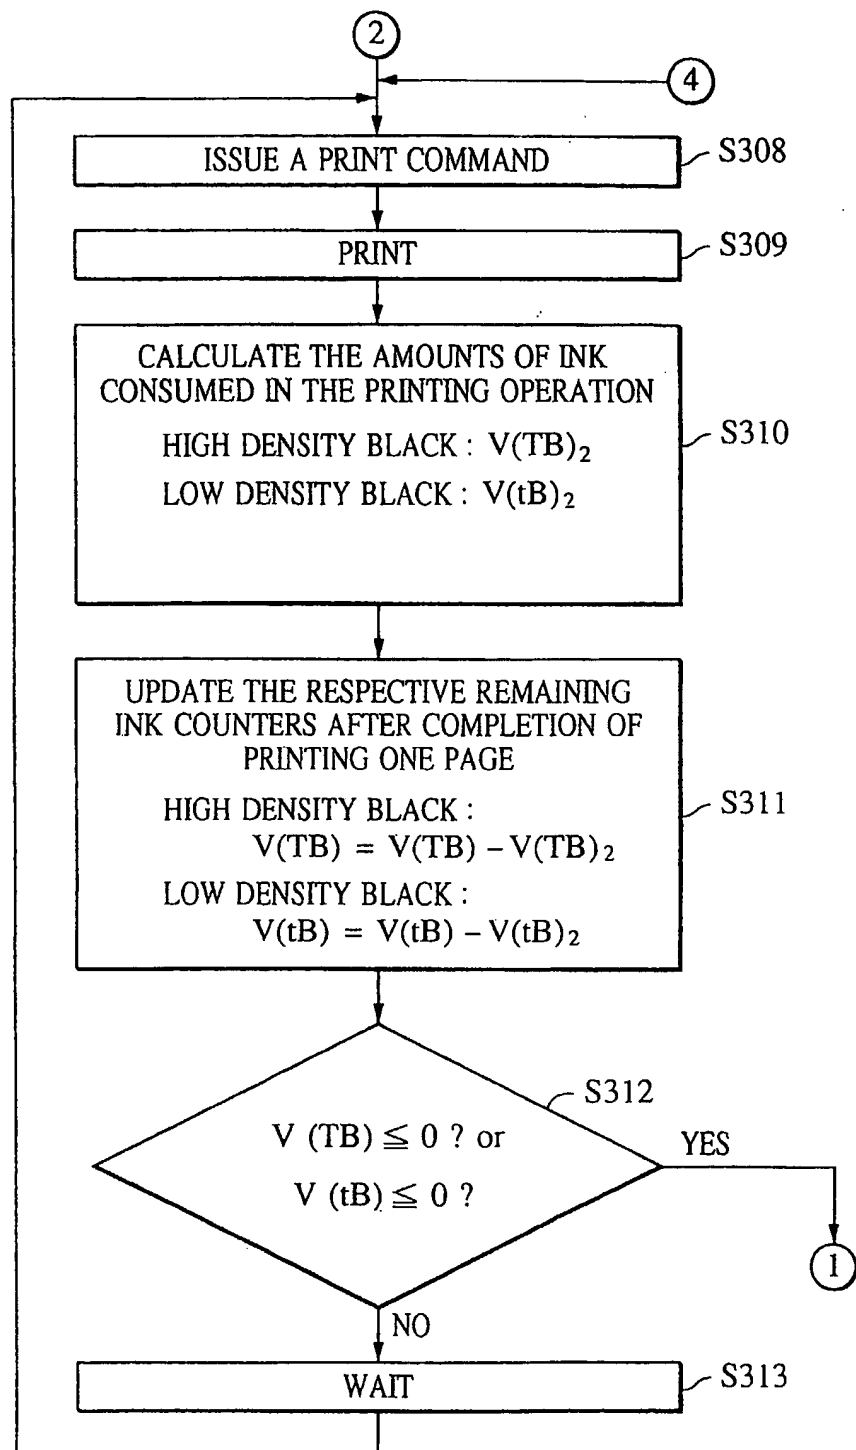 2
4
ISSUE A PRINT COMMAND
S308
PRINT
S309
CALCULATE THE AMOUNTS OF INK
CONSUMED IN THE PRINTING OPERATION
HIGH DENSITY BLACK : V(TB)₂
LOW DENSITY BLACK : V(tB)₂
S310
UPDATE THE RESPECTIVE REMAINING
INK COUNTERS AFTER COMPLETION OF
PRINTING ONE PAGE
HIGH DENSITY BLACK :
V(TB) = V(TB) – V(TB)₂
LOW DENSITY BLACK :
V(tB) = V(tB) – V(tB)₂
S311
S312
V (TB) ≦ 0 ? or
V (tB) ≦ 0 ?
YES
1
NO
WAIT
S313